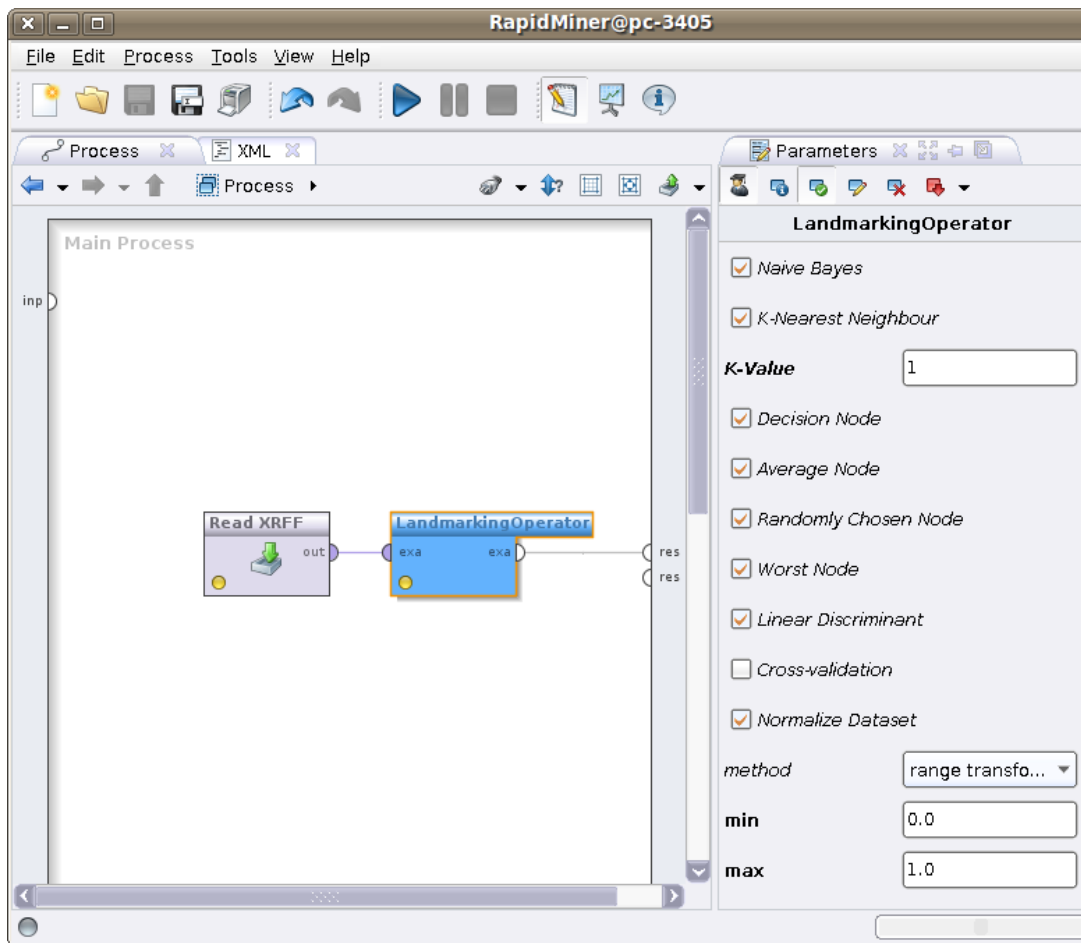 RapidMiner@pc-3405
File Edit Process Tools View Help
Process XML
Parameters
Process
LandmarkingOperator
Main Process
inp
Naive Bayes
K-Nearest Neighbour
K-Value 1
Decision Node
Average Node
Randomly Chosen Node
Read XRFF
out
LandmarkingOperator
exa exa
res
res
Worst Node
Linear Discriminant
Cross-validation
Normalize Dataset
method range transfo...
min 0.0
max 1.0